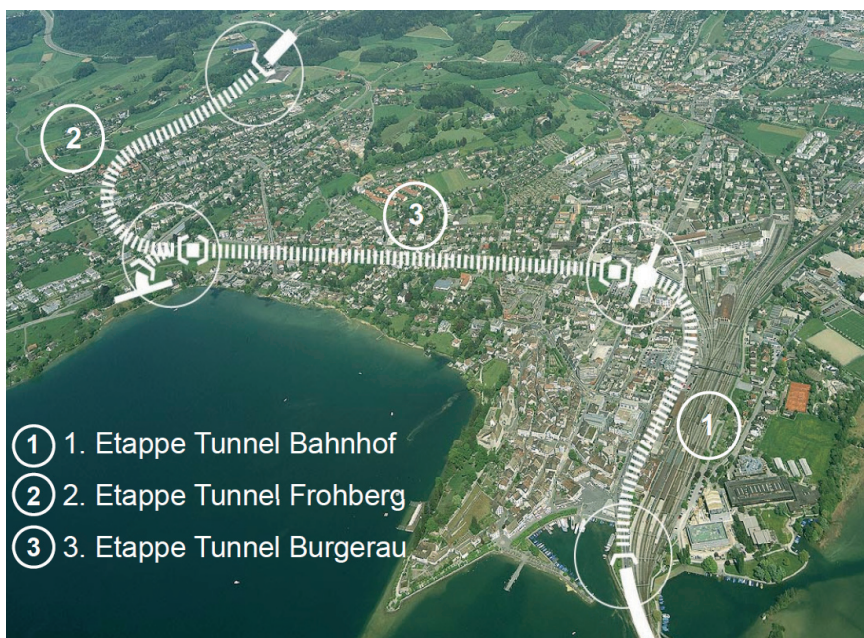 2
3
1
1 1. Etappe Tunnel Bahnhof
2 2. Etappe Tunnel Frohberg
3 3. Etappe Tunnel Burgerau